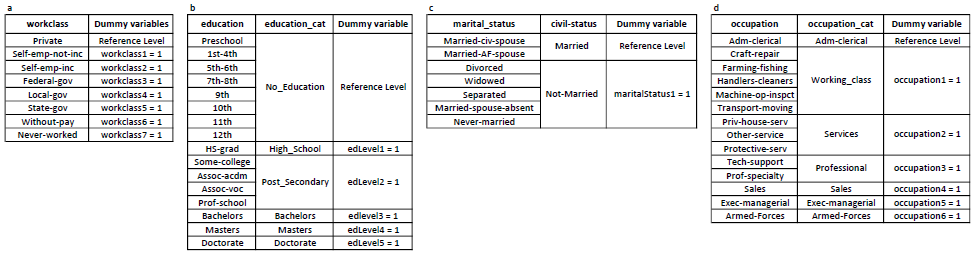 a
workclass Dummy variables
Private Reference Level
Self-emp-not-inc workclass1 = 1
Self-emp-inc workclass2 = 1
Federal-gov workclass3 = 1
Local-gov workclass4 = 1
State-gov workclass5 = 1
Without-pay workclass6 = 1
Never-worked workclass7 = 1
b
education education_cat Dummy variable
Preschool
1st-4th
5th-6th
7th-8th
9th
10th
11th
12th
No_Education Reference Level
HS-grad High_School edLevel1 = 1
Some-college
Assoc-acdm
Assoc-voc
Prof-school
Post_Secondary edLevel2 = 1
Bachelors Bachelors edlevel3 = 1
Masters Masters edLevel4 = 1
Doctorate Doctorate edLevel5 = 1
c
marital_status civil-status Dummy variable
Married-civ-spouse
Married-AF-spouse
Married Reference Level
Divorced
Widowed
Separated
Married-spouse-absent
Never-married
Not-Married maritalStatus1 = 1
d
occupation occupation_cat Dummy variable
Adm-clerical Adm-clerical Reference Level
Craft-repair
Farming-fishing
Handlers-cleaners
Machine-op-inspct
Transport-moving
Working_class occupation1 = 1
Priv-house-serv
Other-service
Protective-serv
Services occupation2 = 1
Tech-support
Prof-specialty
Professional occupation3 = 1
Sales Sales occupation4 = 1
Exec-managerial Exec-managerial occupation5 = 1
Armed-Forces Armed-Forces occupation6 = 1